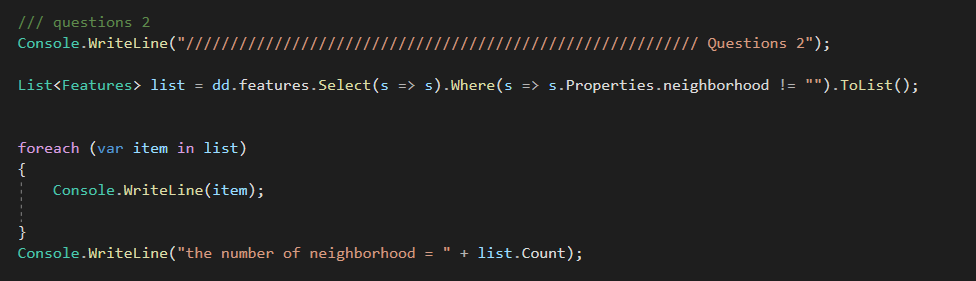 /// questions 2
Console.WriteLine("////////////////////////////////////////////////////////// Questions 2");
List<Features> list = dd.features.Select(s => s).Where(s => s.Properties.neighborhood != "").ToList();
foreach (var item in list)
{
Console.WriteLine(item);
}
Console.WriteLine("the number of neighborhood = " + list.Count);